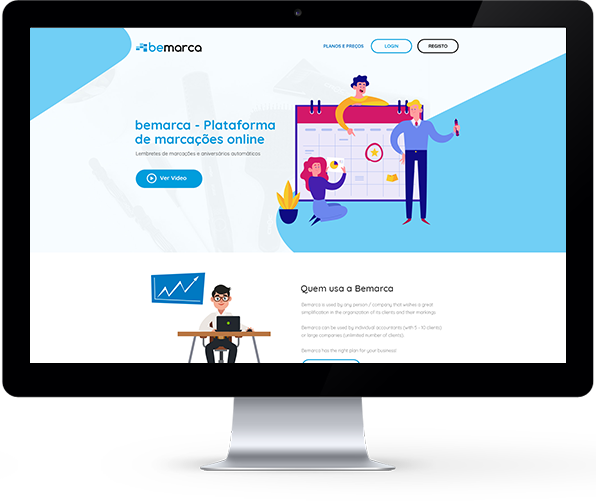 bemarca
PLANOS E PREÇOS
LOGIN
REGISTO
bemarca - Plataforma
de marcações online
Lembretes de marcações e aniversários automáticos
Ver Video
Quem usa a Bemarca
Bemarca is used by any person / company that wishes a great
simplification in the organization of its clients and their markings.
Bemarca can be used by individual accountants (with 5 - 10 clients)
or large companies (unlimited number of clients).
Bemarca has the right plan for your business!